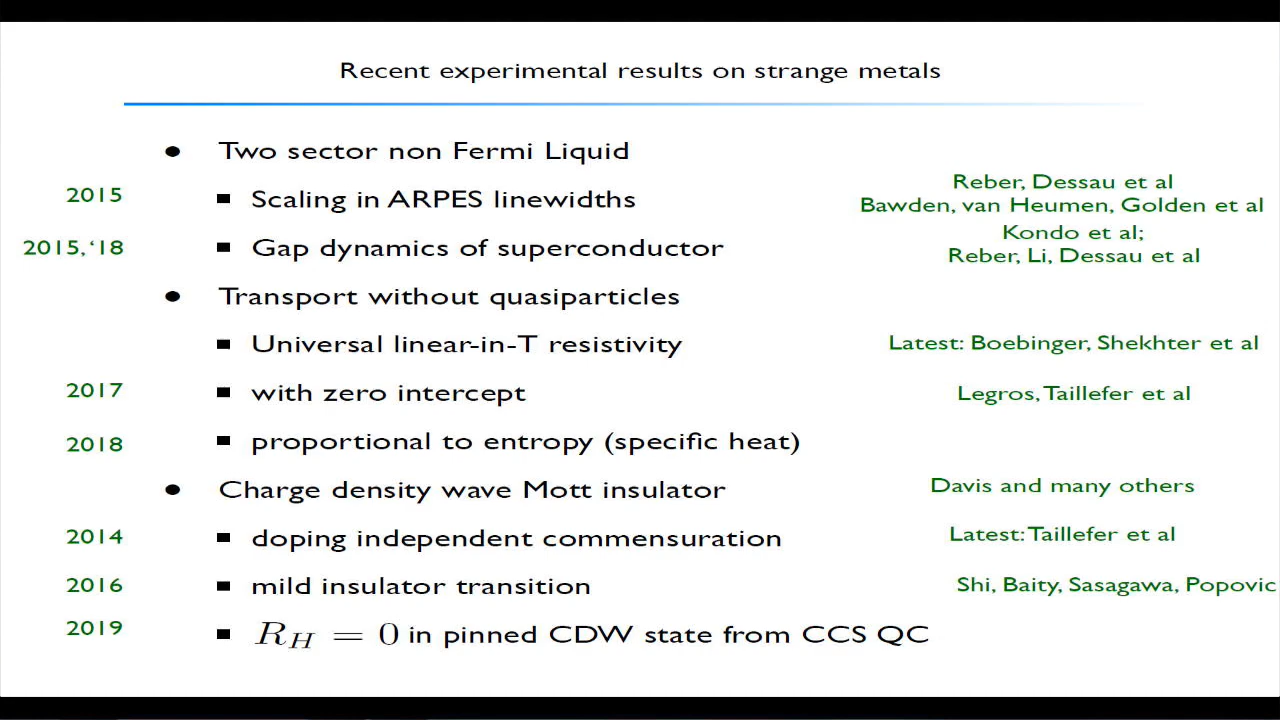 Recent experimental results on strange metals
● Two sector non Fermi Liquid
2015 ■ Scaling in ARPES linewidths Reber, Dessau et al
Bawden, van Heumen, Golden et al
2015,‘18 ■ Gap dynamics of superconductor Kondo et al;
Reber, Li, Dessau et al
● Transport without quasiparticles
■ Universal linear-in-T resistivity Latest: Boebinger, Shekhter et al
2017 ■ with zero intercept Legros, Taillefer et al
2018 ■ proportional to entropy (specific heat)
● Charge density wave Mott insulator Davis and many others
2014 ■ doping independent commensuration Latest: Taillefer et al
2016 ■ mild insulator transition Shi, Baity, Sasagawa, Popovic
2019 ■ R_H = 0 in pinned CDW state from CCS QC